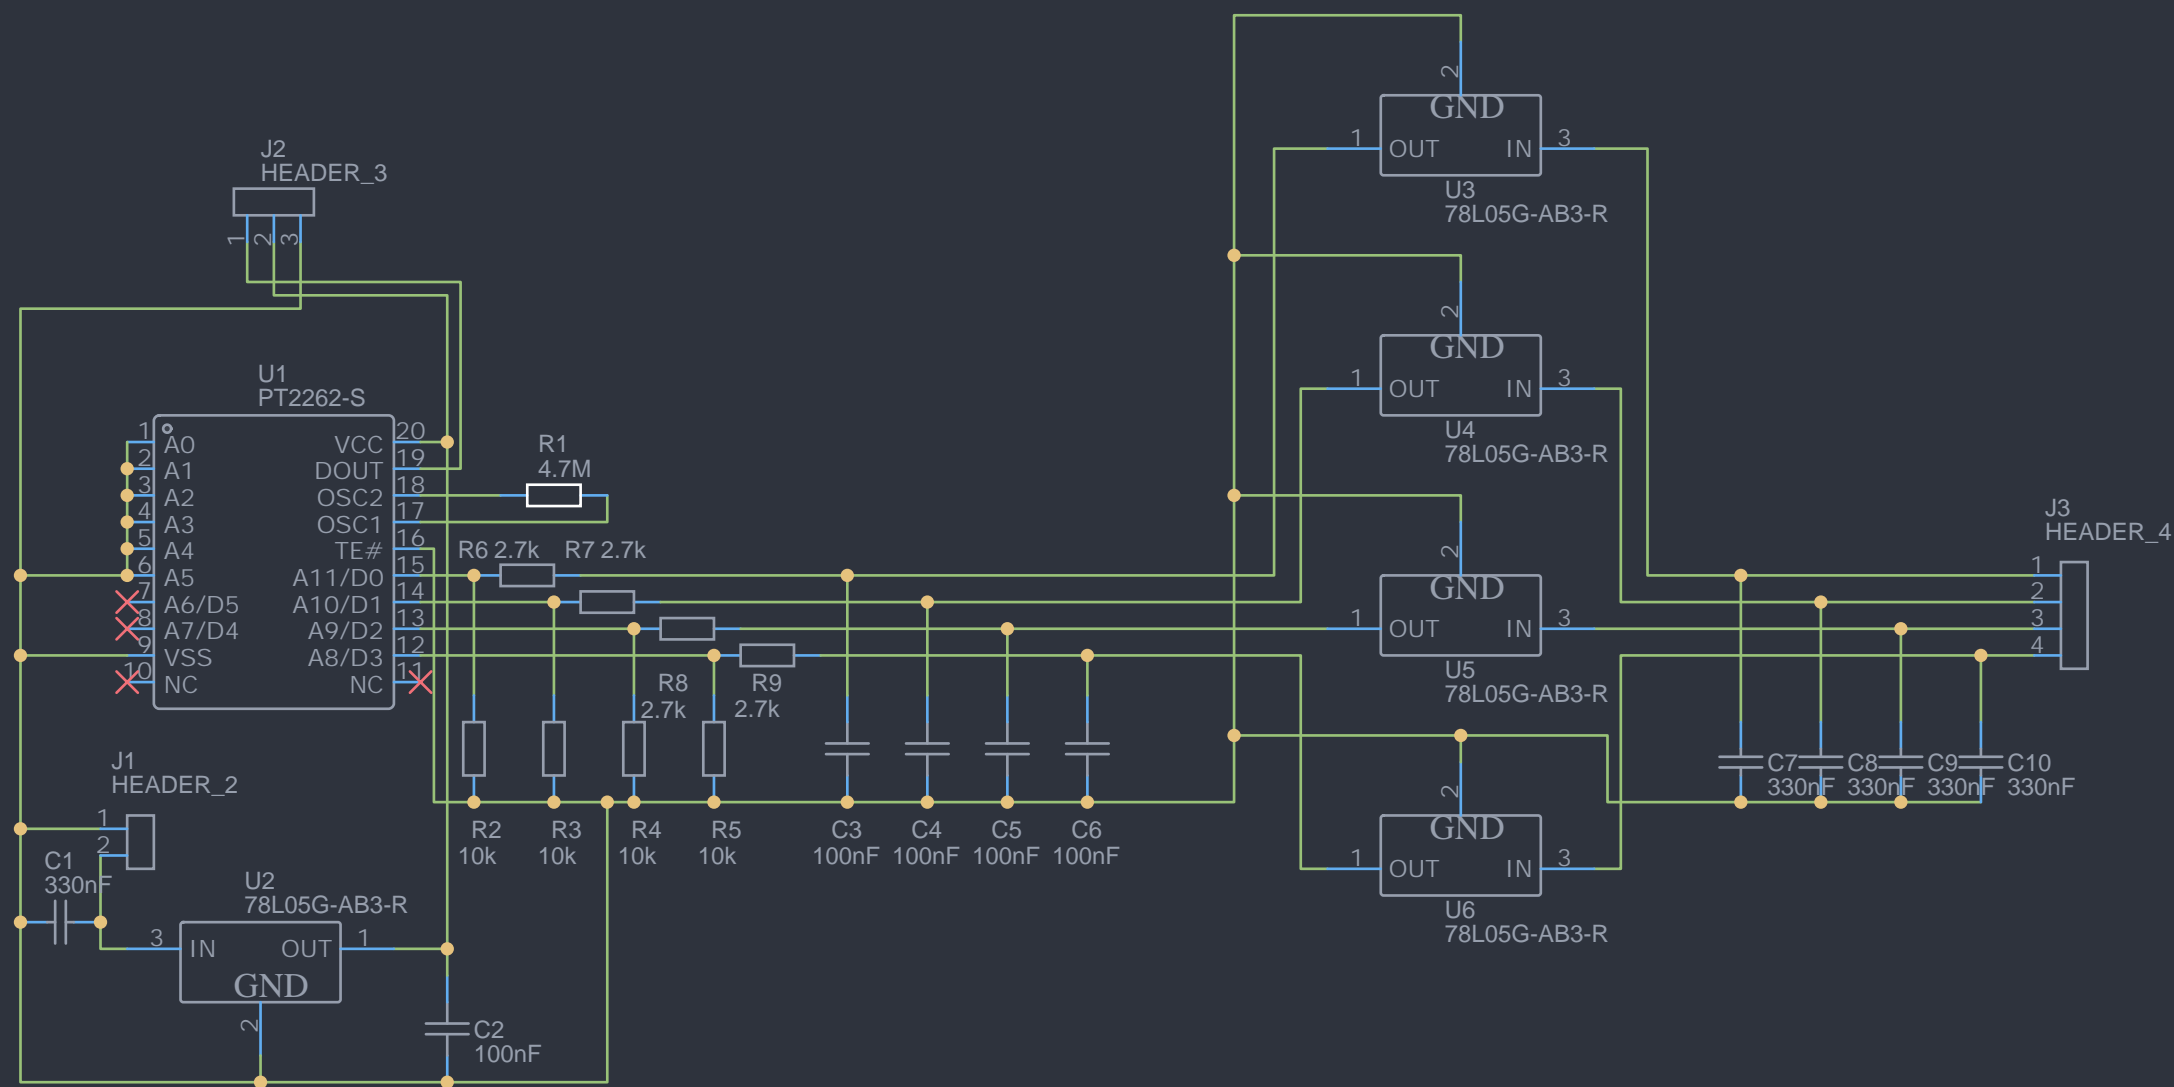 2
GND
1
OUT
IN
3
U3
78L05G-AB3-R
J2
HEADER_3
1
2
3
2
GND
1
OUT
IN
3
U4
78L05G-AB3-R
U1
PT2262-S
1 A0
2 A1
3 A2
4 A3
5 A4
6 A5
7 A6/D5
8 A7/D4
9 VSS
10 NC
VCC 20
DOUT 19
OSC2 18
OSC1 17
TE# 16
A11/D0 15
A10/D1 14
A9/D2 13
A8/D3 12
NC 11
R1
4.7M
R6 2.7k
R7 2.7k
R8
2.7k
R9
2.7k
2
GND
1
OUT
IN
3
U5
78L05G-AB3-R
J3
HEADER_4
1
2
3
4
R2
10k
R3
10k
R4
10k
R5
10k
C3
100nF
C4
100nF
C5
100nF
C6
100nF
2
GND
1
OUT
IN
3
U6
78L05G-AB3-R
C7
330nF
C8
330nF
C9
330nF
C10
330nF
J1
HEADER_2
1
2
C1
330nF
U2
78L05G-AB3-R
3
IN
OUT
1
GND
2
C2
100nF